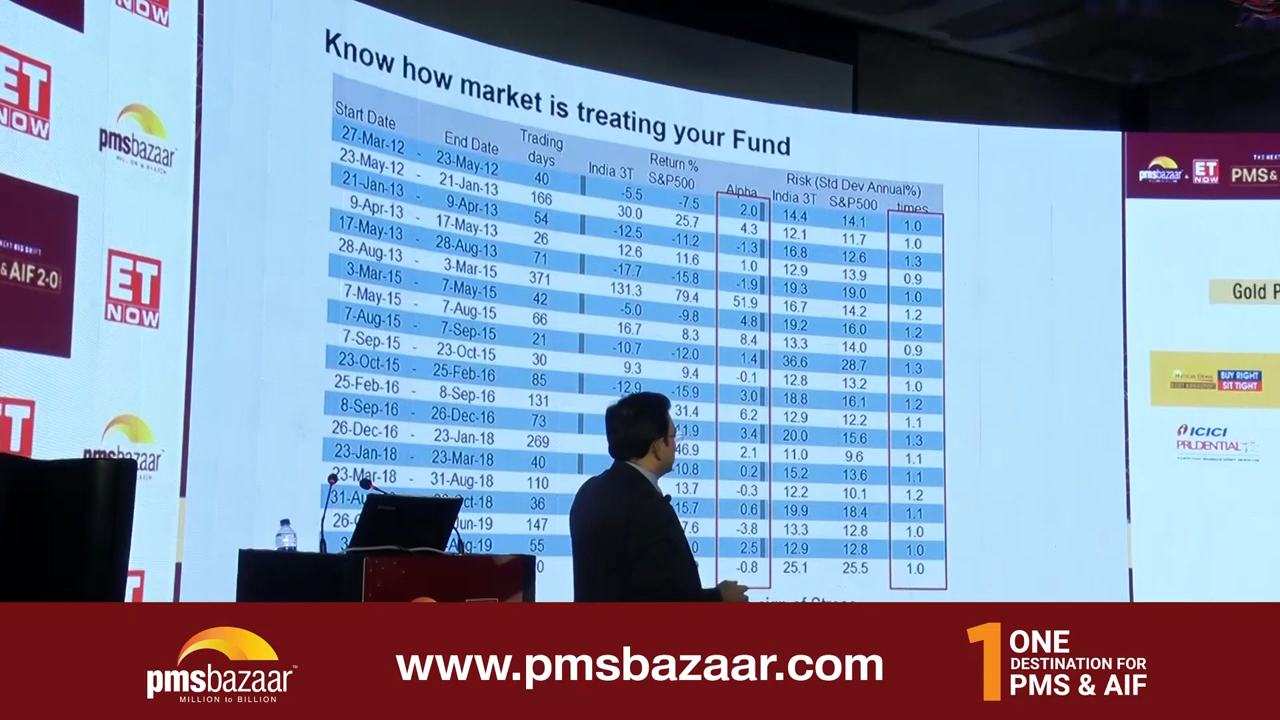 Know how market is treating your Fund
Start Date End Date Trading days Return % Risk (Std Dev Annual%)
India 3T S&P500 Alpha India 3T S&P500 times
27-Mar-12 - 23-May-12 40 -5.5 -7.5 2.0 14.4 14.1 1.0
23-May-12 - 21-Jan-13 166 30.0 25.7 4.3 12.1 11.7 1.0
21-Jan-13 - 9-Apr-13 54 -12.5 -11.2 -1.3 16.8 12.6 1.3
9-Apr-13 - 17-May-13 26 12.6 11.6 1.0 12.9 13.9 0.9
17-May-13 - 28-Aug-13 71 -17.7 -15.8 -1.9 19.3 19.0 1.0
28-Aug-13 - 3-Mar-15 371 131.3 79.4 51.9 16.7 14.2 1.2
3-Mar-15 - 7-May-15 42 -5.0 -9.8 4.8 19.2 16.0 1.2
7-May-15 - 7-Aug-15 66 16.7 8.3 8.4 13.3 14.0 0.9
7-Aug-15 - 7-Sep-15 21 -10.7 -12.0 1.4 36.6 28.7 1.3
7-Sep-15 - 23-Oct-15 30 9.3 9.4 -0.1 12.8 13.2 1.0
23-Oct-15 - 25-Feb-16 85 -12.9 -15.9 3.0 18.8 16.1 1.2
25-Feb-16 - 8-Sep-16 131 31.4 6.2 12.9 12.2 1.1
8-Sep-16 - 26-Dec-16 73 11.9 3.4 20.0 15.6 1.3
26-Dec-16 - 23-Jan-18 269 46.9 2.1 11.0 9.6 1.1
23-Jan-18 - 23-Mar-18 40 10.8 0.2 15.2 13.6 1.1
23-Mar-18 - 31-Aug-18 110 13.7 -0.3 12.2 10.1 1.2
36 15.7 0.6 19.9 18.4 1.1
147 -3.8 13.3 12.8 1.0
55 2.5 12.9 12.8 1.0
-0.8 25.1 25.5 1.0
ET NOW
pmsbazaar
MILLION to BILLION
& AIF 2.0
ET NOW
pmsbazaar
pmsbazaar ET NOW PMS &
Gold P
BUY RIGHT
SIT TIGHT
ICICI
PRUDENTIAL
pmsbazaar
MILLION to BILLION
www.pmsbazaar.com
1 ONE
DESTINATION FOR
PMS & AIF